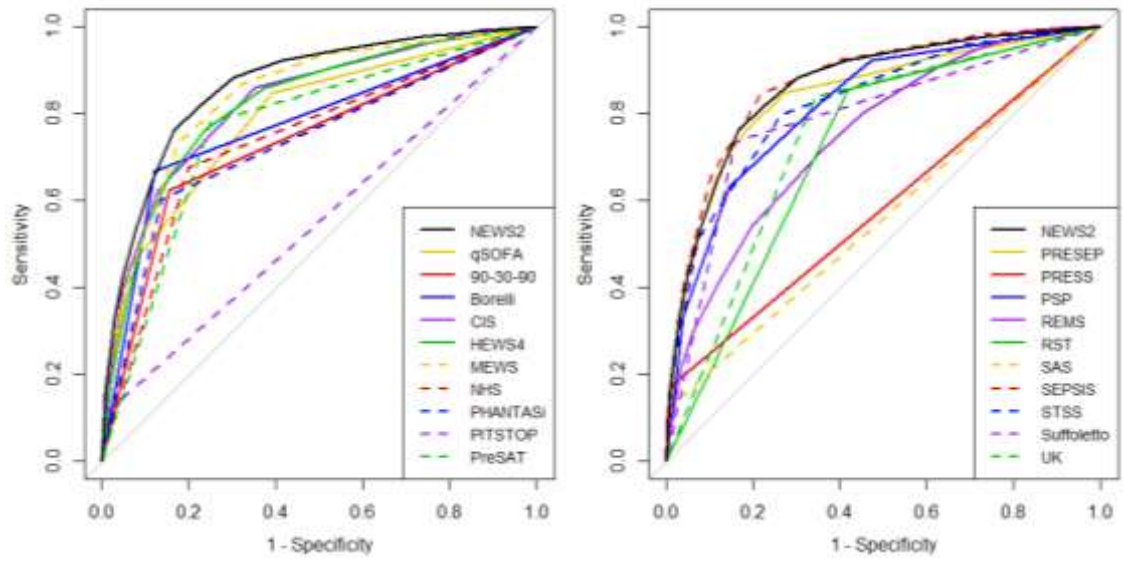 1.0
0.8
0.6
0.4
0.2
0.0
Sensitivity
NEWS2
qSOFA
90-30-90
Borelli
CIS
HEWS4
MEWS
NHS
PHANTASi
PITSTOP
PreSAT
0.0 0.2 0.4 0.6 0.8 1.0
1 - Specificity
1.0
0.8
0.6
0.4
0.2
0.0
Sensitivity
NEWS2
PRESEP
PRESS
PSP
REMS
RST
SAS
SEPSIS
STSS
Suffoletto
UK
0.0 0.2 0.4 0.6 0.8 1.0
1 - Specificity